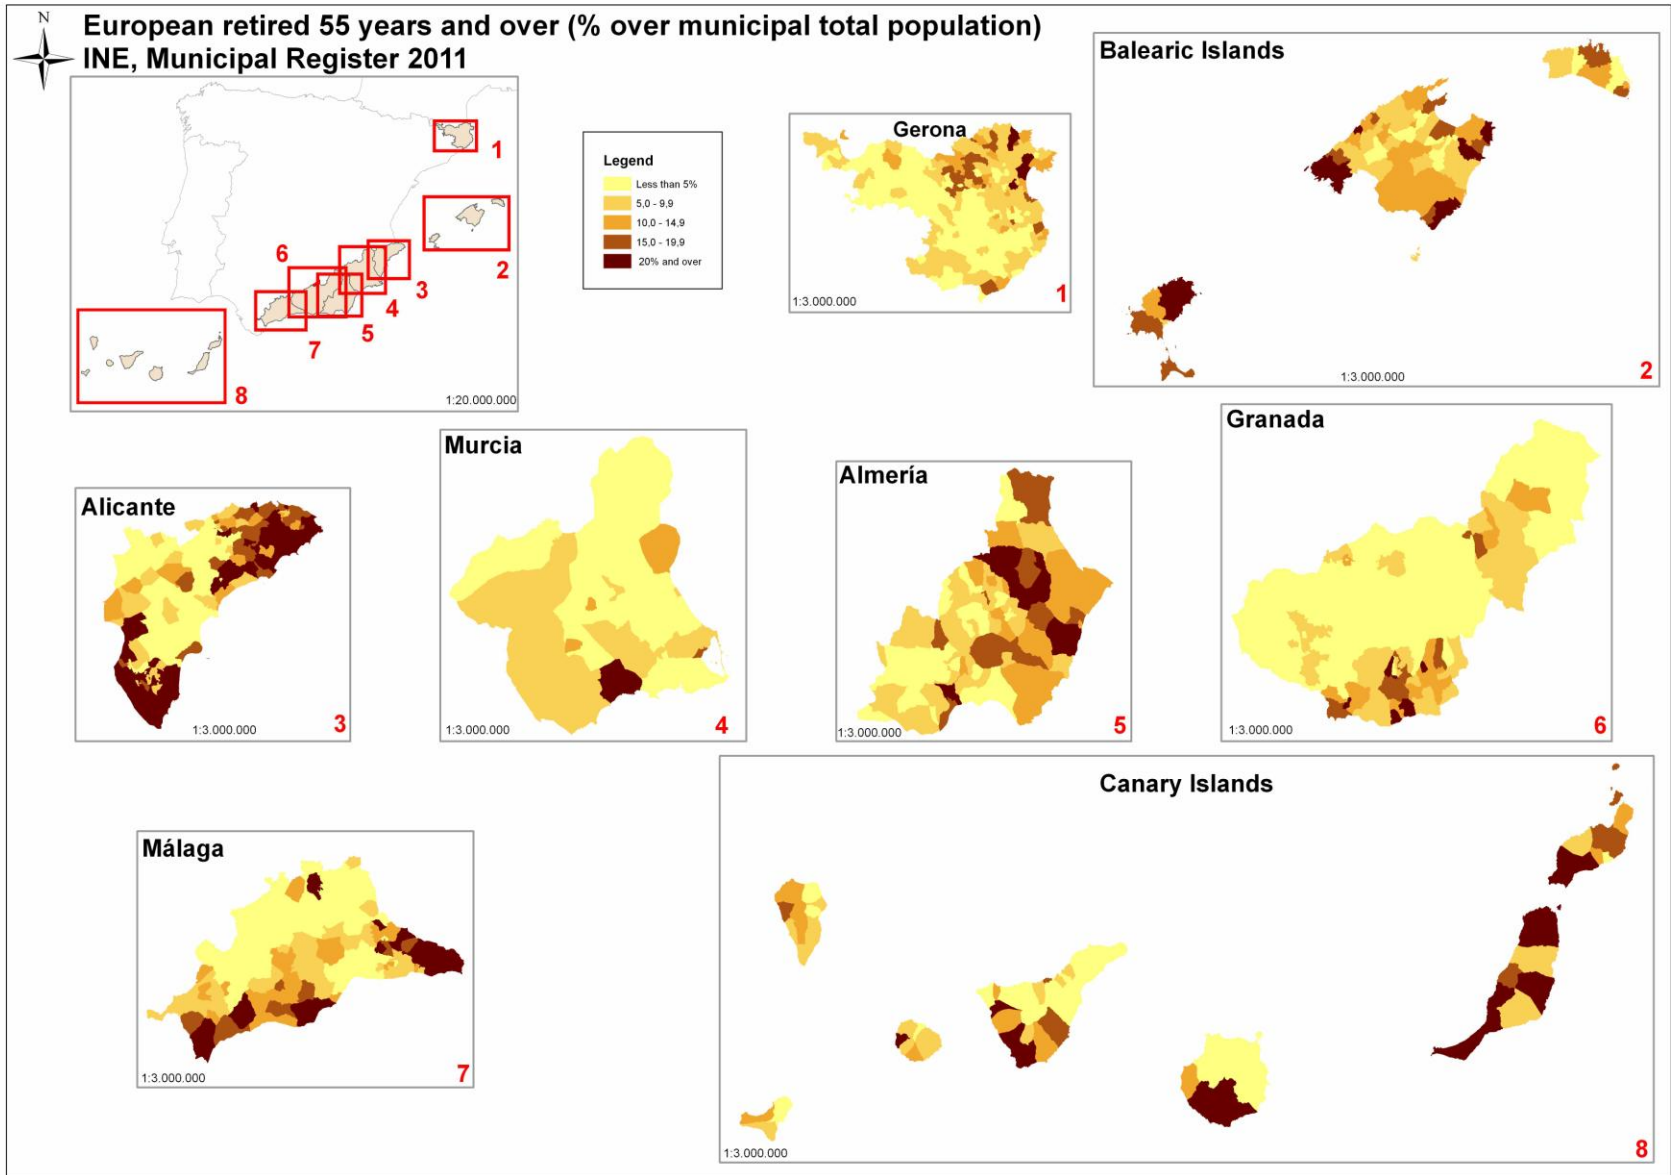 N
European retired 55 years and over (% over municipal total population)
INE, Municipal Register 2011
1
2
3
4
5
6
7
8
1:20.000.000
Legend
Less than 5%
5,0 - 9,9
10,0 - 14,9
15,0 - 19,9
20% and over
Gerona
1:3.000.000
1
Balearic Islands
1:3.000.000
2
Alicante
1:3.000.000
3
Murcia
1:3.000.000
4
Almería
1:3.000.000
5
Granada
1:3.000.000
6
Málaga
1:3.000.000
7
Canary Islands
1:3.000.000
8